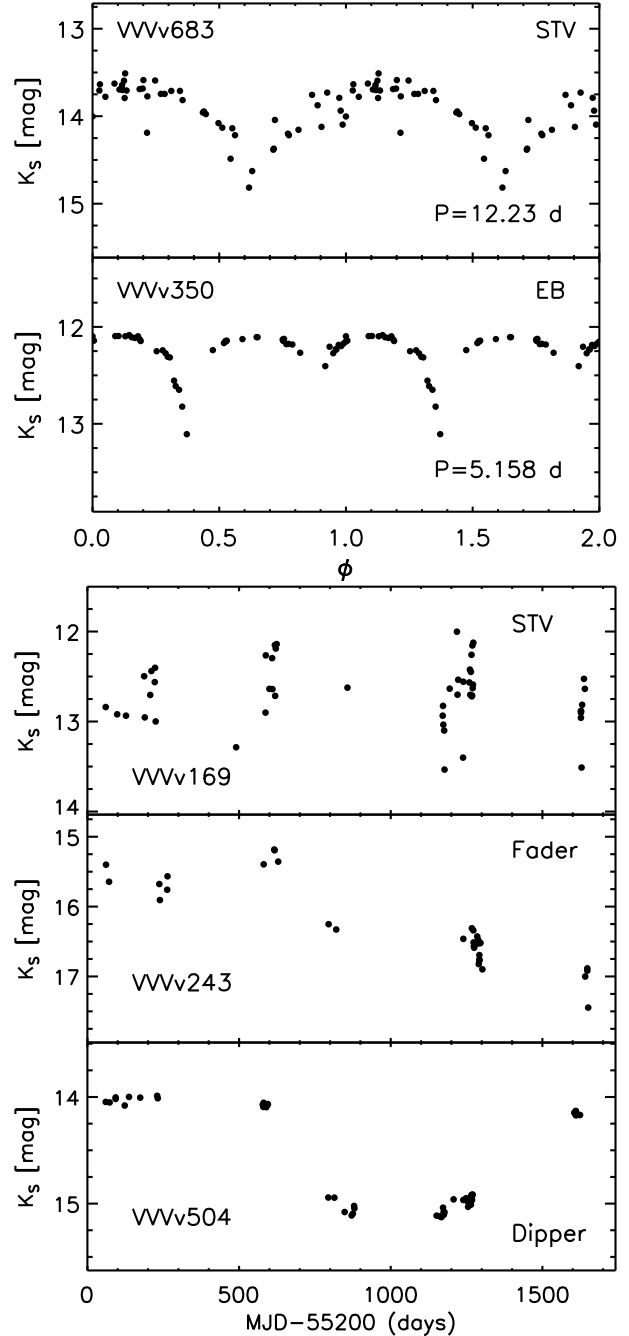 VVVv683 STV
13
14
15
K_S [mag]
P=12.23 d
VVVv350 EB
12
13
K_S [mag]
P=5.158 d
0.0 0.5 1.0 1.5 2.0
ϕ
STV
12
13
14
K_S [mag]
VVVv169
Fader
15
16
17
K_S [mag]
VVVv243
14
15
K_S [mag]
VVVv504
Dipper
0 500 1000 1500
MJD-55200 (days)